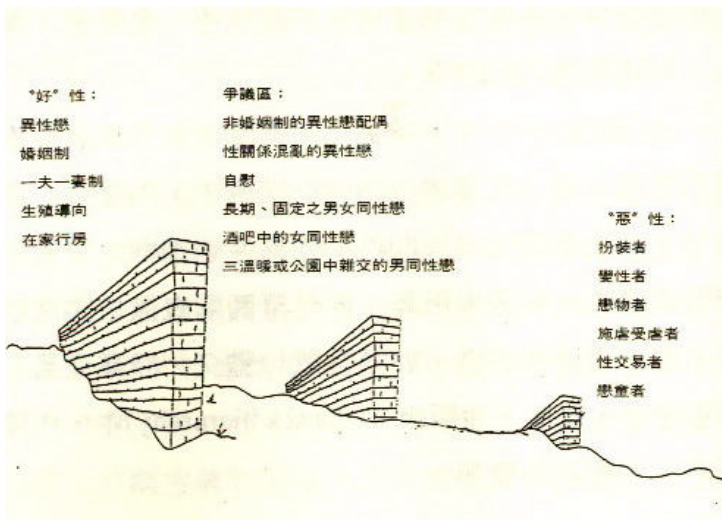 “好”性：
異性戀
婚姻制
一夫一妻制
生殖導向
在家行房
爭議區：
非婚姻制的異性戀配偶
性關係混亂的異性戀
自慰
長期、固定之男女同性戀
酒吧中的女同性戀
三溫暖或公園中雜交的男同性戀
“惡”性：
扮裝者
變性者
戀物者
施虐受虐者
性交易者
戀童者